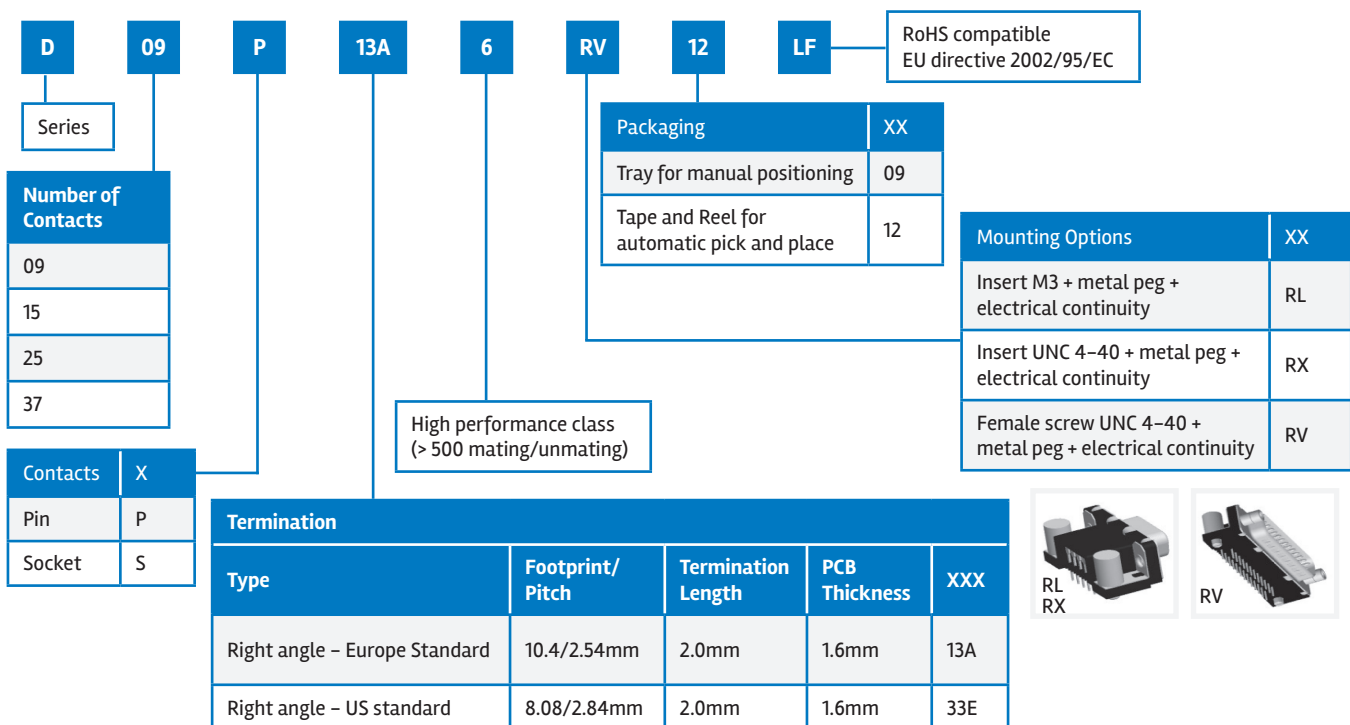 D 09 P 13A 6 RV 12 LF
RoHS compatible
EU directive 2002/95/EC
Series
Packaging XX
Tray for manual positioning 09
Tape and Reel for
automatic pick and place 12
Number of
Contacts
09
15
25
37
Mounting Options XX
Insert M3 + metal peg +
electrical continuity RL
Insert UNC 4–40 + metal peg +
electrical continuity RX
Female screw UNC 4–40 +
metal peg + electrical continuity RV
High performance class
(> 500 mating/unmating)
Contacts X
Pin P
Socket S
Termination
Type Footprint/
Pitch Termination
Length PCB
Thickness XXX
Right angle – Europe Standard 10.4/2.54mm 2.0mm 1.6mm 13A
Right angle – US standard 8.08/2.84mm 2.0mm 1.6mm 33E
RL
RX
RV